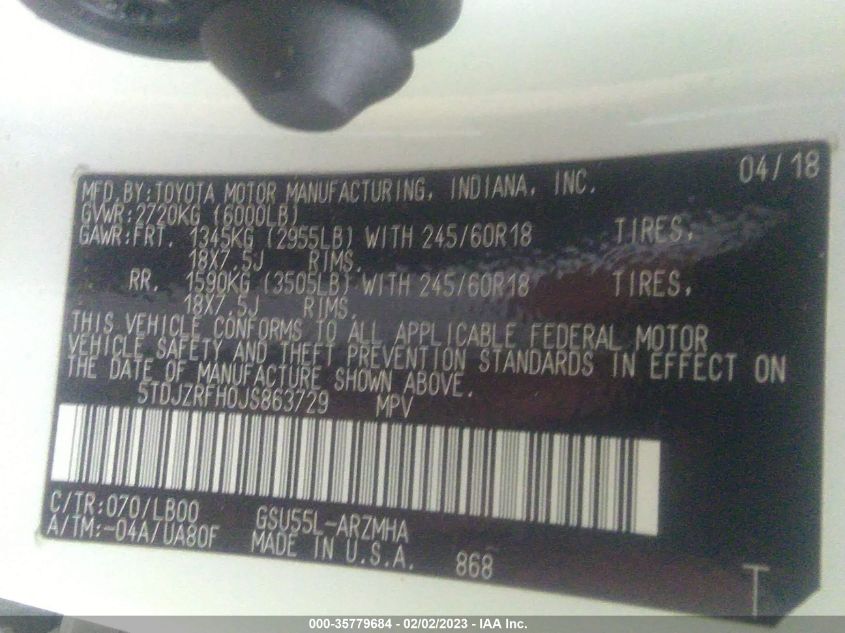 04/18
MFD.BY:TOYOTA MOTOR MANUFACTURING, INDIANA, INC.
GVWR:2720KG (6000LB)
GAWR:FRT. 1345KG (2955LB) WITH 245/60R18 TIRES,
18X7.5J RIMS.
RR. 1590KG (3505LB) WITH 245/60R18 TIRES,
18X7.5J RIMS.
THIS VEHICLE CONFORMS TO ALL APPLICABLE FEDERAL MOTOR
VEHICLE SAFETY AND THEFT PREVENTION STANDARDS IN EFFECT ON
THE DATE OF MANUFACTURE SHOWN ABOVE.
5TDJZRFH0JS863729 MPV
C/TR:070/LB00 GSU55L-ARZMHA
A/TM:-04A/UA80F MADE IN U.S.A. 868
T
000-35779684 - 02/02/2023 - IAA Inc.